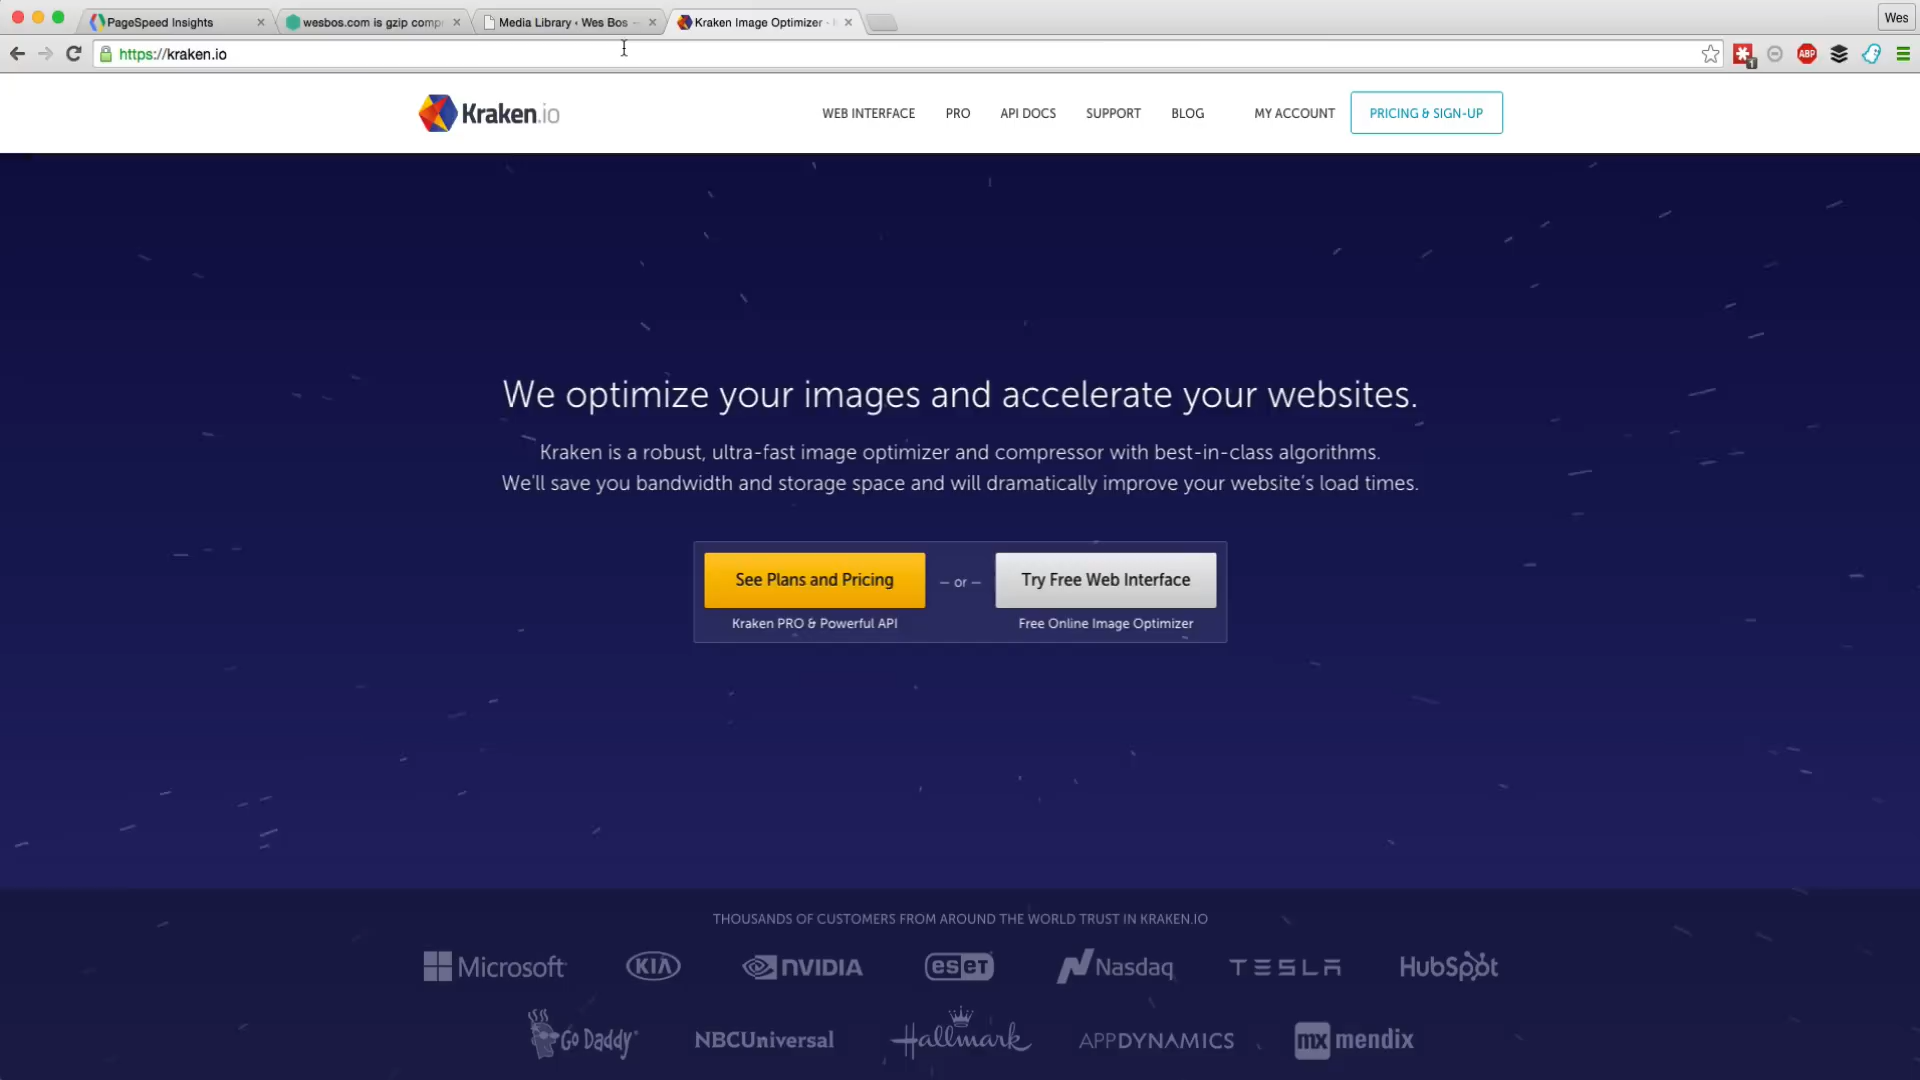 PageSpeed Insights
wesbos.com is gzip comp
Media Library ‹ Wes Bos
Kraken Image Optimizer -
Wes
https://kraken.io
1
ABP
Kraken.io
WEB INTERFACE
PRO
API DOCS
SUPPORT
BLOG
MY ACCOUNT
PRICING & SIGN-UP
We optimize your images and accelerate your websites.
Kraken is a robust, ultra-fast image optimizer and compressor with best-in-class algorithms.
We'll save you bandwidth and storage space and will dramatically improve your website's load times.
See Plans and Pricing
– or –
Try Free Web Interface
Kraken PRO & Powerful API
Free Online Image Optimizer
THOUSANDS OF CUSTOMERS FROM AROUND THE WORLD TRUST IN KRAKEN.IO
Microsoft
KIA
NVIDIA
eseT
Nasdaq
TESLA
HubSpot
Go Daddy
NBCUniversal
Hallmark
APPDYNAMICS
mx mendix